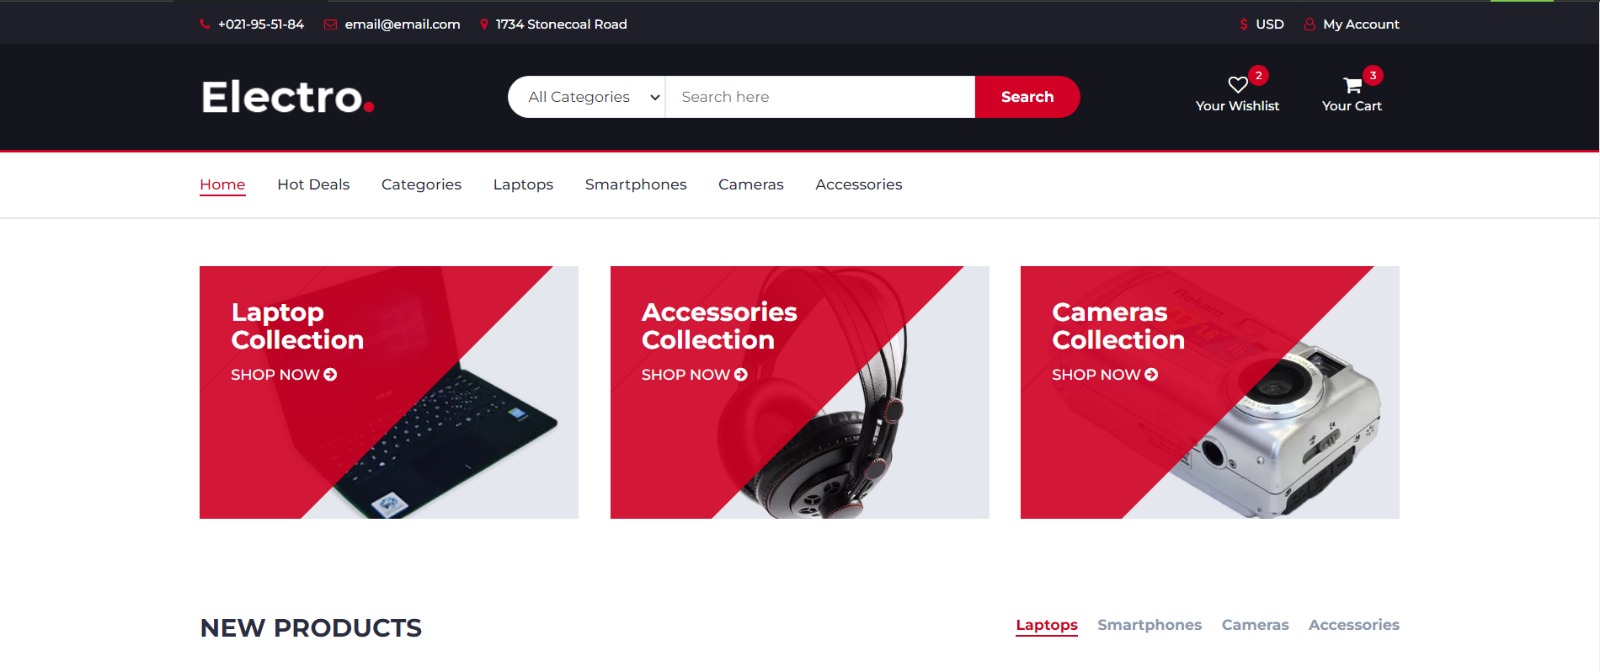 +021-95-51-84 email@email.com 1734 Stonecoal Road $ USD My Account
Electro. All Categories Search here Search 2 Your Wishlist 3 Your Cart
Home Hot Deals Categories Laptops Smartphones Cameras Accessories
Laptop
Collection
SHOP NOW
Accessories
Collection
SHOP NOW
Cameras
Collection
SHOP NOW
Rekam
NEW PRODUCTS Laptops Smartphones Cameras Accessories